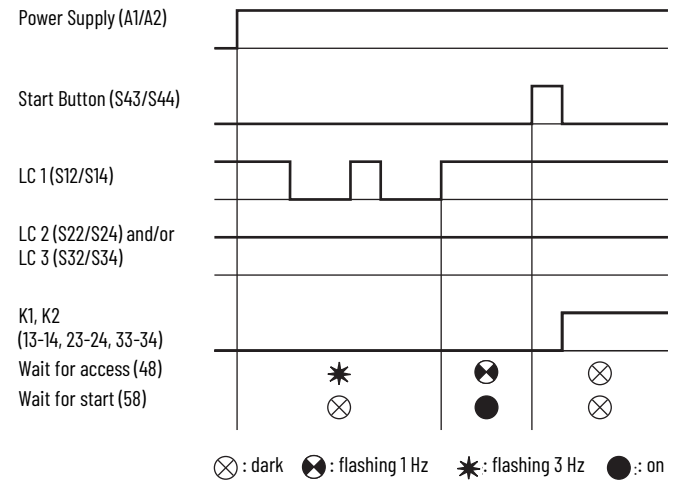 Power Supply (A1/A2)
Start Button (S43/S44)
LC 1 (S12/S14)
LC 2 (S22/S24) and/or
LC 3 (S32/S34)
K1, K2
(13-14, 23-24, 33-34)
Wait for access (48)
Wait for start (58)
: dark : flashing 1 Hz : flashing 3 Hz :: on